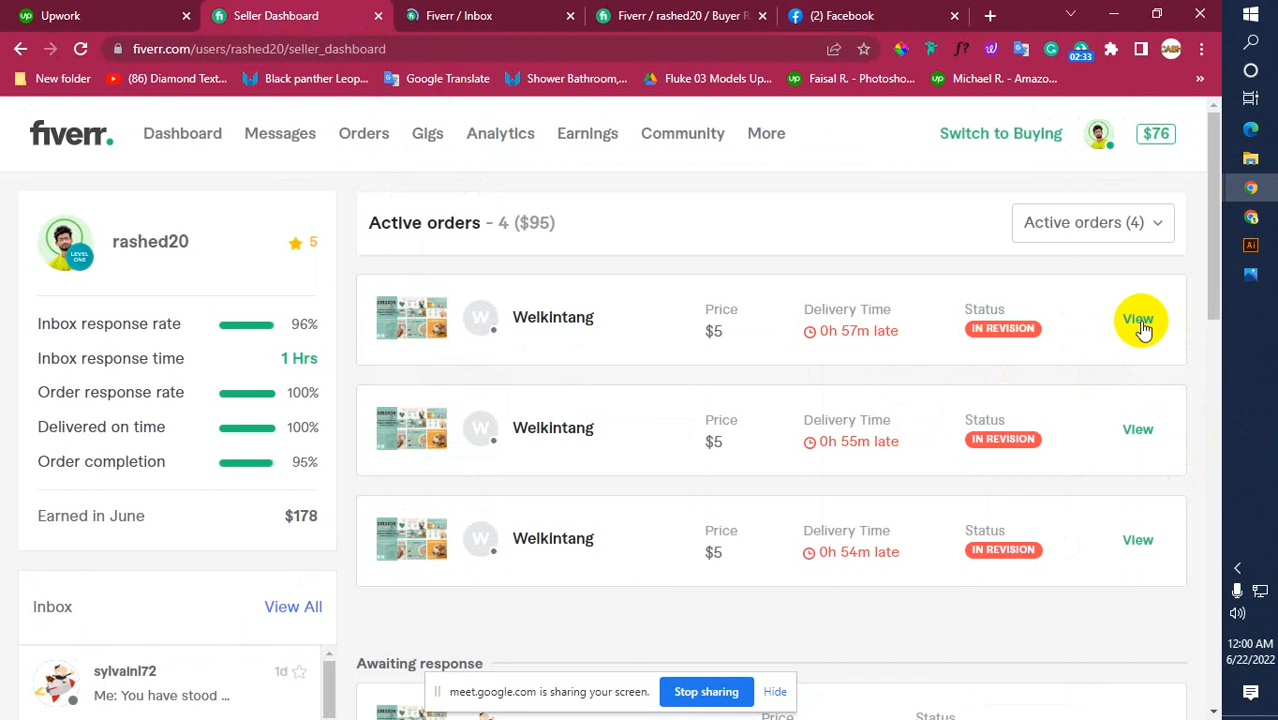 Upwork
Seller Dashboard
Fiverr / Inbox
Fiverr / rashed20 / Buyer R
(2) Facebook
fiverr.com/users/rashed20/seller_dashboard
02:33
New folder
(86) Diamond Text...
Black panther Leop...
Google Translate
Shower Bathroom,...
Fluke 03 Models Up...
Faisal R. - Photosho...
Michael R. - Amazo...
fiverr.
Dashboard
Messages
Orders
Gigs
Analytics
Earnings
Community
More
Switch to Buying
$76
rashed20
5
LEVEL ONE
Inbox response rate 96%
Inbox response time 1 Hrs
Order response rate 100%
Delivered on time 100%
Order completion 95%
Earned in June $178
Inbox View All
sylvainl72 1d
Me: You have stood ...
Active orders - 4 ($95)
Active orders (4)
W Welkintang
Price
$5
Delivery Time
0h 57m late
Status
IN REVISION
View
W Welkintang
Price
$5
Delivery Time
0h 55m late
Status
IN REVISION
View
W Welkintang
Price
$5
Delivery Time
0h 54m late
Status
IN REVISION
View
Awaiting response
Price
Status
meet.google.com is sharing your screen. Stop sharing Hide
12:00 AM
6/22/2022